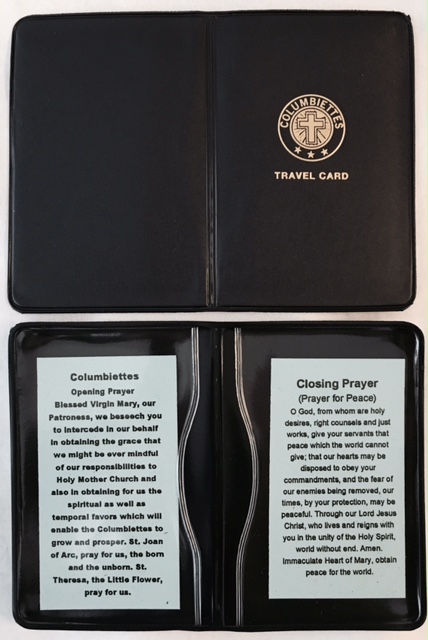 COLUMBIETTES
TRAVEL CARD
Columbiettes
Opening Prayer
Blessed Virgin Mary, our
Patroness, we beseech you
to intercede in our behalf
in obtaining the grace that
we might be ever mindful
of our responsibilities to
Holy Mother Church and
also in obtaining for us the
spiritual as well as
temporal favors which will
enable the Columbiettes to
grow and prosper. St. Joan
of Arc, pray for us, the born
and the unborn. St.
Theresa, the Little Flower,
pray for us.
Closing Prayer
(Prayer for Peace)
O God, from whom are holy
desires, right counsels and just
works, give your servants that
peace which the world cannot
give; that our hearts may be
disposed to obey your
commandments, and the fear of
our enemies being removed, our
times, by your protection, may be
peaceful. Through our Lord Jesus
Christ, who lives and reigns with
you in the unity of the Holy Spirit,
world without end. Amen.
Immaculate Heart of Mary, obtain
peace for the world.